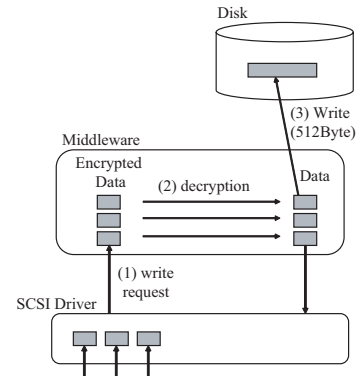 Disk
(3) Write
(512Byte)
Middleware
Encrypted
Data
(2) decryption
Data
(1) write
request
SCSI Driver